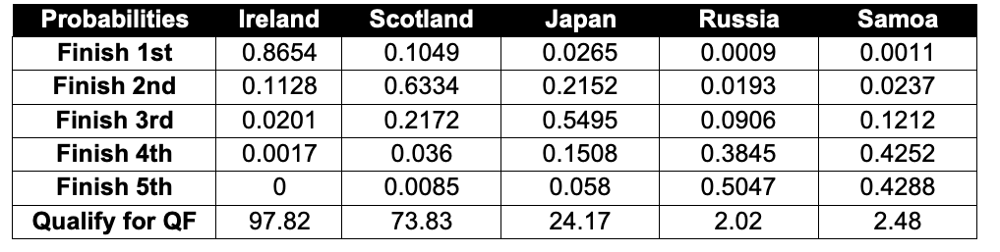 Probabilities Ireland Scotland Japan Russia Samoa
Finish 1st 0.8654 0.1049 0.0265 0.0009 0.0011
Finish 2nd 0.1128 0.6334 0.2152 0.0193 0.0237
Finish 3rd 0.0201 0.2172 0.5495 0.0906 0.1212
Finish 4th 0.0017 0.036 0.1508 0.3845 0.4252
Finish 5th 0 0.0085 0.058 0.5047 0.4288
Qualify for QF 97.82 73.83 24.17 2.02 2.48